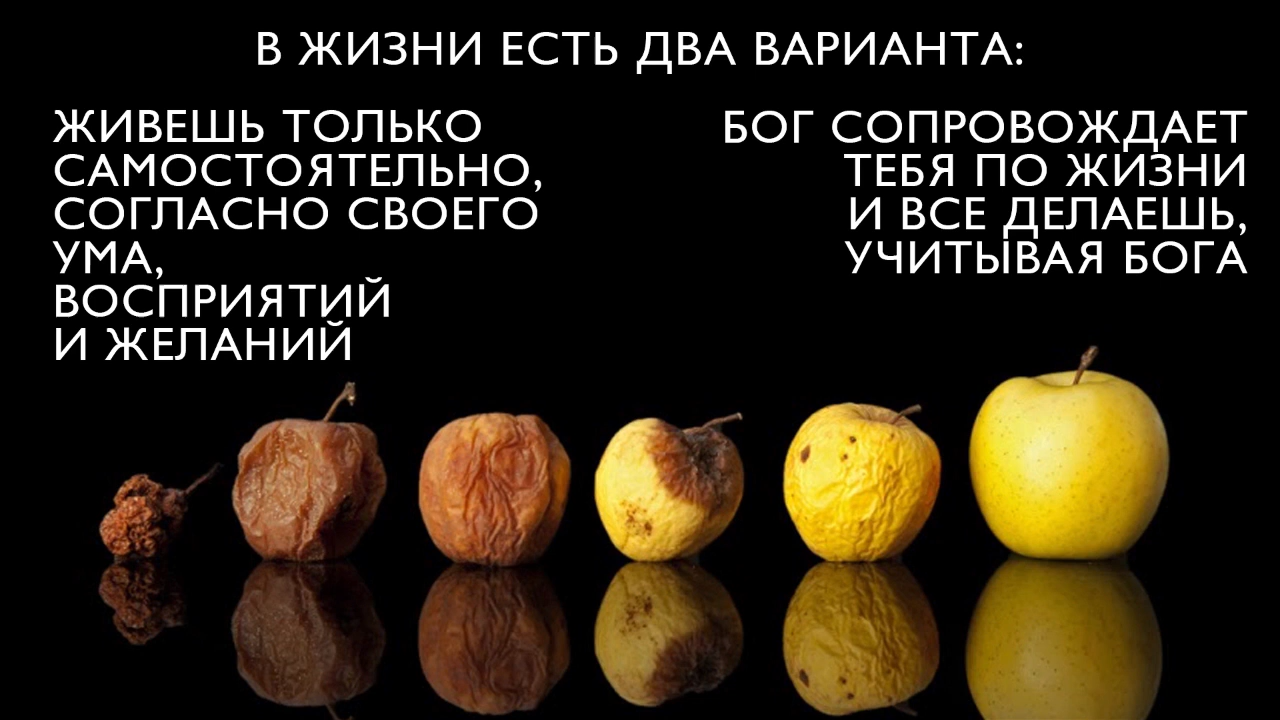 В ЖИЗНИ ЕСТЬ ДВА ВАРИАНТА:
ЖИВЕШЬ ТОЛЬКО
САМОСТОЯТЕЛЬНО,
СОГЛАСНО СВОЕГО
УМА,
ВОСПРИЯТИЙ
И ЖЕЛАНИЙ
БОГ СОПРОВОЖДАЕТ
ТЕБЯ ПО ЖИЗНИ
И ВСЕ ДЕЛАЕШЬ,
УЧИТЫВАЯ БОГА